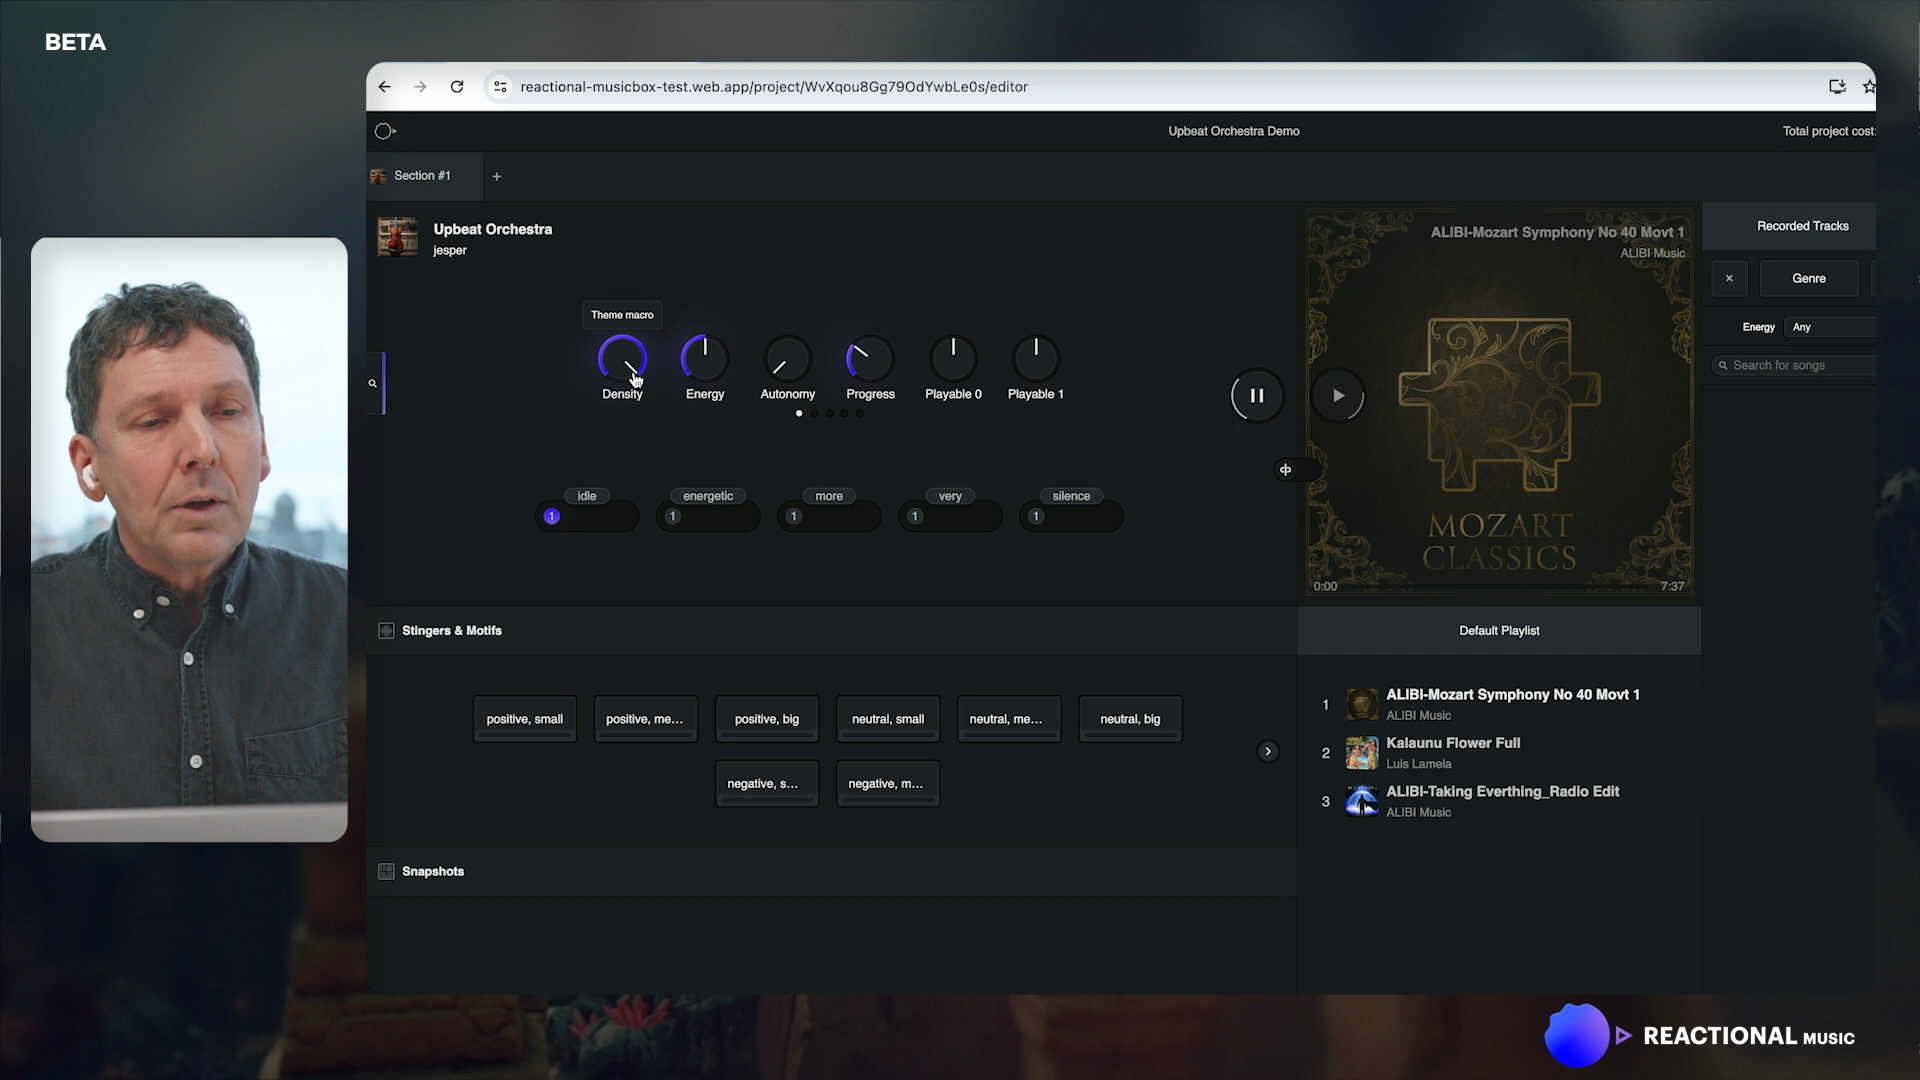 BETA
reactional-musicbox-test.web.app/project/WvXqou8Gg79OdYwbLe0s/editor
Upbeat Orchestra Demo
Total project cost:
Section #1
+
Upbeat Orchestra
jesper
ALIBI-Mozart Symphony No 40 Movt 1
ALIBI Music
Recorded Tracks
Genre
Theme macro
Energy
Any
Search for songs
Density
Energy
Autonomy
Progress
Playable 0
Playable 1
idle
energetic
more
very
silence
1
1
1
1
1
MOZART
CLASSICS
0:00
7:37
Stingers & Motifs
Default Playlist
positive, small
positive, me...
positive, big
neutral, small
neutral, me...
neutral, big
negative, s...
negative, m...
1
ALIBI-Mozart Symphony No 40 Movt 1
ALIBI Music
2
Kalaunu Flower Full
Luis Lamela
3
ALIBI-Taking Everthing_Radio Edit
ALIBI Music
Snapshots
REACTIONAL MUSIC